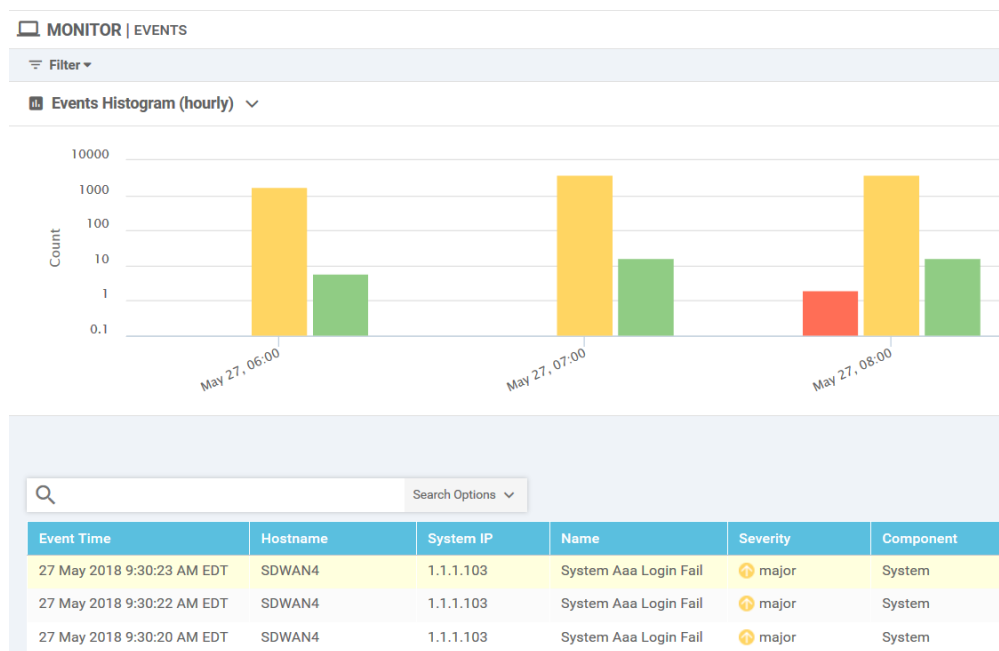 MONITOR | EVENTS
Filter
Events Histogram (hourly)
10000
1000
100
10
1
0.1
Count
May 27, 06:00
May 27, 07:00
May 27, 08:00
Search Options
Event Time Hostname System IP Name Severity Component
27 May 2018 9:30:23 AM EDT SDWAN4 1.1.1.103 System Aaa Login Fail major System
27 May 2018 9:30:22 AM EDT SDWAN4 1.1.1.103 System Aaa Login Fail major System
27 May 2018 9:30:20 AM EDT SDWAN4 1.1.1.103 System Aaa Login Fail major System